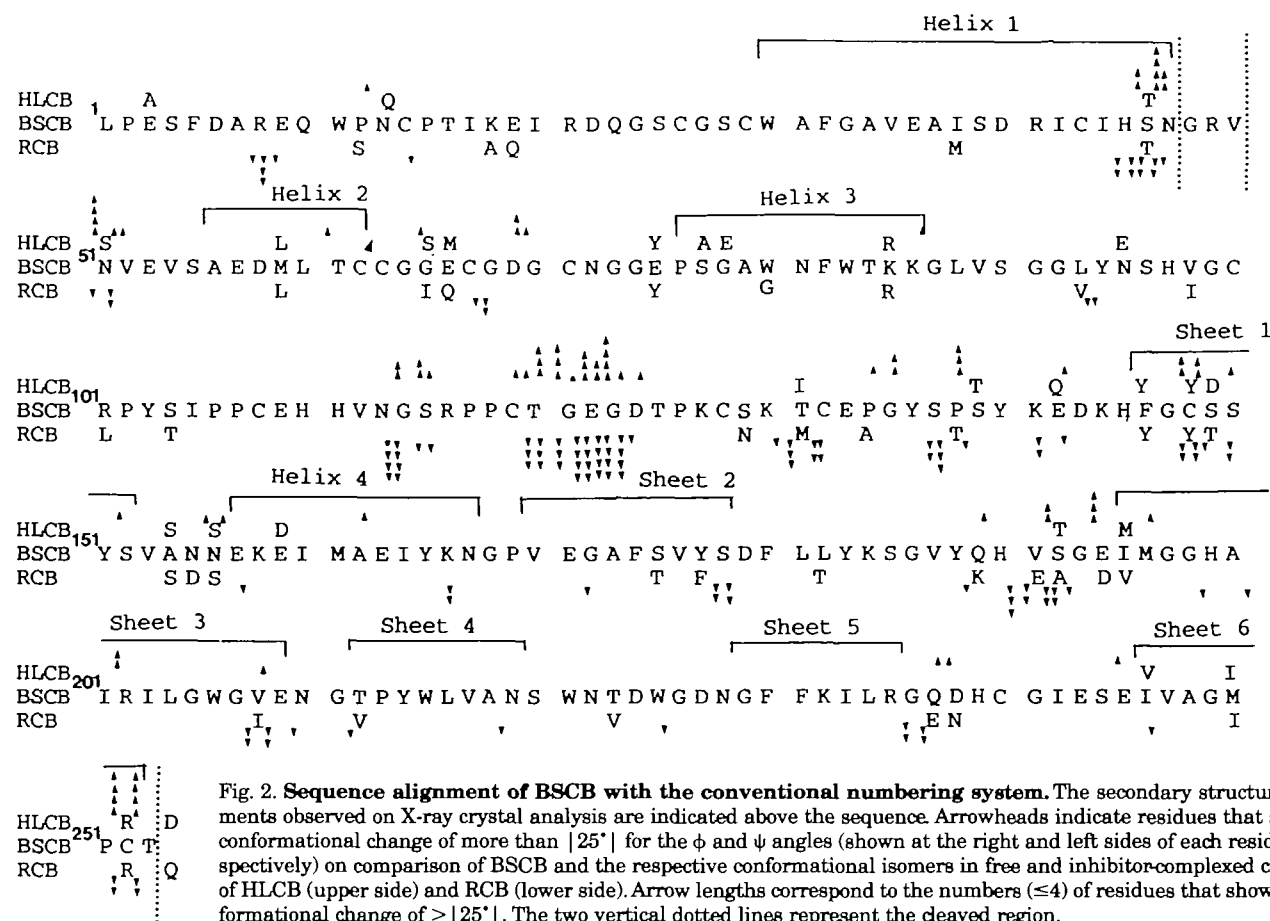 Helix 1
HLCB A Q T
BSCB 1 L P E S F D A R E Q W P N C P T I K E I R D Q G S C G S C W A F G A V E A I S D R I C I H S N G R V
RCB S A Q M T
Helix 2 Helix 3
HLCB S L S M Y A E R E
BSCB 51 N V E V S A E D M L T C C G G E C G D G C N G G E P S G A W N F W T K K G L V S G G L Y N S H V G C
RCB L I Q Y G R V I
Sheet 1
HLCB I T Q Y Y D
BSCB 101 R P Y S I P P C E H H V N G S R P P C T G E G D T P K C S K T C E P G Y S P S Y K E D K H F G C S S
RCB L T N M A T Y Y T
Helix 4 Sheet 2
HLCB S S D T M
BSCB 151 Y S V A N N E K E I M A E I Y K N G P V E G A F S V Y S D F L L Y K S G V Y Q H V S G E I M G G H A
RCB S D S T F T K E A D V
Sheet 3 Sheet 4 Sheet 5 Sheet 6
HLCB V I
BSCB 201 I R I L G W G V E N G T P Y W L V A N S W N T D W G D N G F F K I L R G Q D H C G I E S E I V A G M
RCB I V V E N I
HLCB R D
BSCB 251 P C T
RCB R Q
Fig. 2. Sequence alignment of BSCB with the conventional numbering system. The secondary structur
ments observed on X-ray crystal analysis are indicated above the sequence. Arrowheads indicate residues that
conformational change of more than |25°| for the ϕ and ψ angles (shown at the right and left sides of each resid
spectively) on comparison of BSCB and the respective conformational isomers in free and inhibitor-complexed c
of HLCB (upper side) and RCB (lower side). Arrow lengths correspond to the numbers (≤4) of residues that show
formational change of >|25°|. The two vertical dotted lines represent the cleaved region.